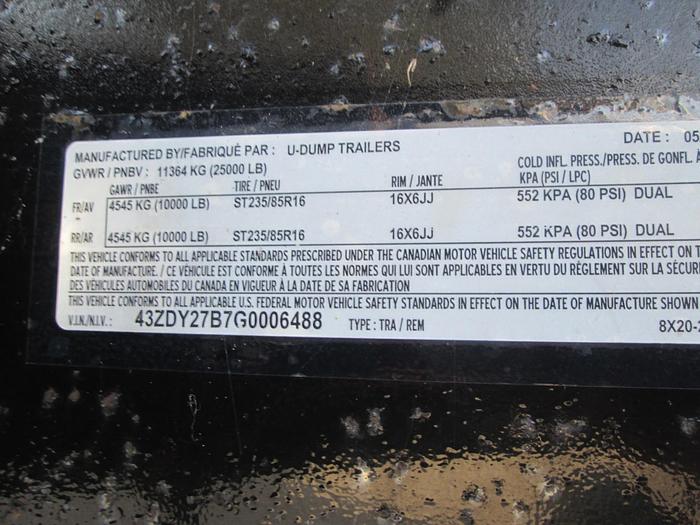 MANUFACTURED BY/FABRIQUÉ PAR : U-DUMP TRAILERS DATE : 05
GVWR / PNBV : 11364 KG (25000 LB) COLD INFL. PRESS./PRESS. DE GONFL. À
GAWR / PNBE TIRE / PNEU RIM / JANTE KPA (PSI / LPC)
FR/AV 4545 KG (10000 LB) ST235/85R16 16X6JJ 552 KPA (80 PSI) DUAL
RR/AR 4545 KG (10000 LB) ST235/85R16 16X6JJ 552 KPA (80 PSI) DUAL
THIS VEHICLE CONFORMS TO ALL APPLICABLE STANDARDS PRESCRIBED UNDER THE CANADIAN MOTOR VEHICLE SAFETY REGULATIONS IN EFFECT ON T
DATE OF MANUFACTURE. / CE VÉHICULE EST CONFORME À TOUTES LES NORMES QUI LUI SONT APPLICABLES EN VERTU DU RÈGLEMENT SUR LA SÉCUR
DES VÉHICULES AUTOMOBILES DU CANADA EN VIGUEUR À LA DATE DE SA FABRICATION
THIS VEHICLE CONFORMS TO ALL APPLICABLE U.S. FEDERAL MOTOR VEHICLE SAFETY STANDARDS IN EFFECT ON THE DATE OF MANUFACTURE SHOWN
V.I.N./N.I.V. : 43ZDY27B7G0006488 TYPE : TRA / REM 8X20-